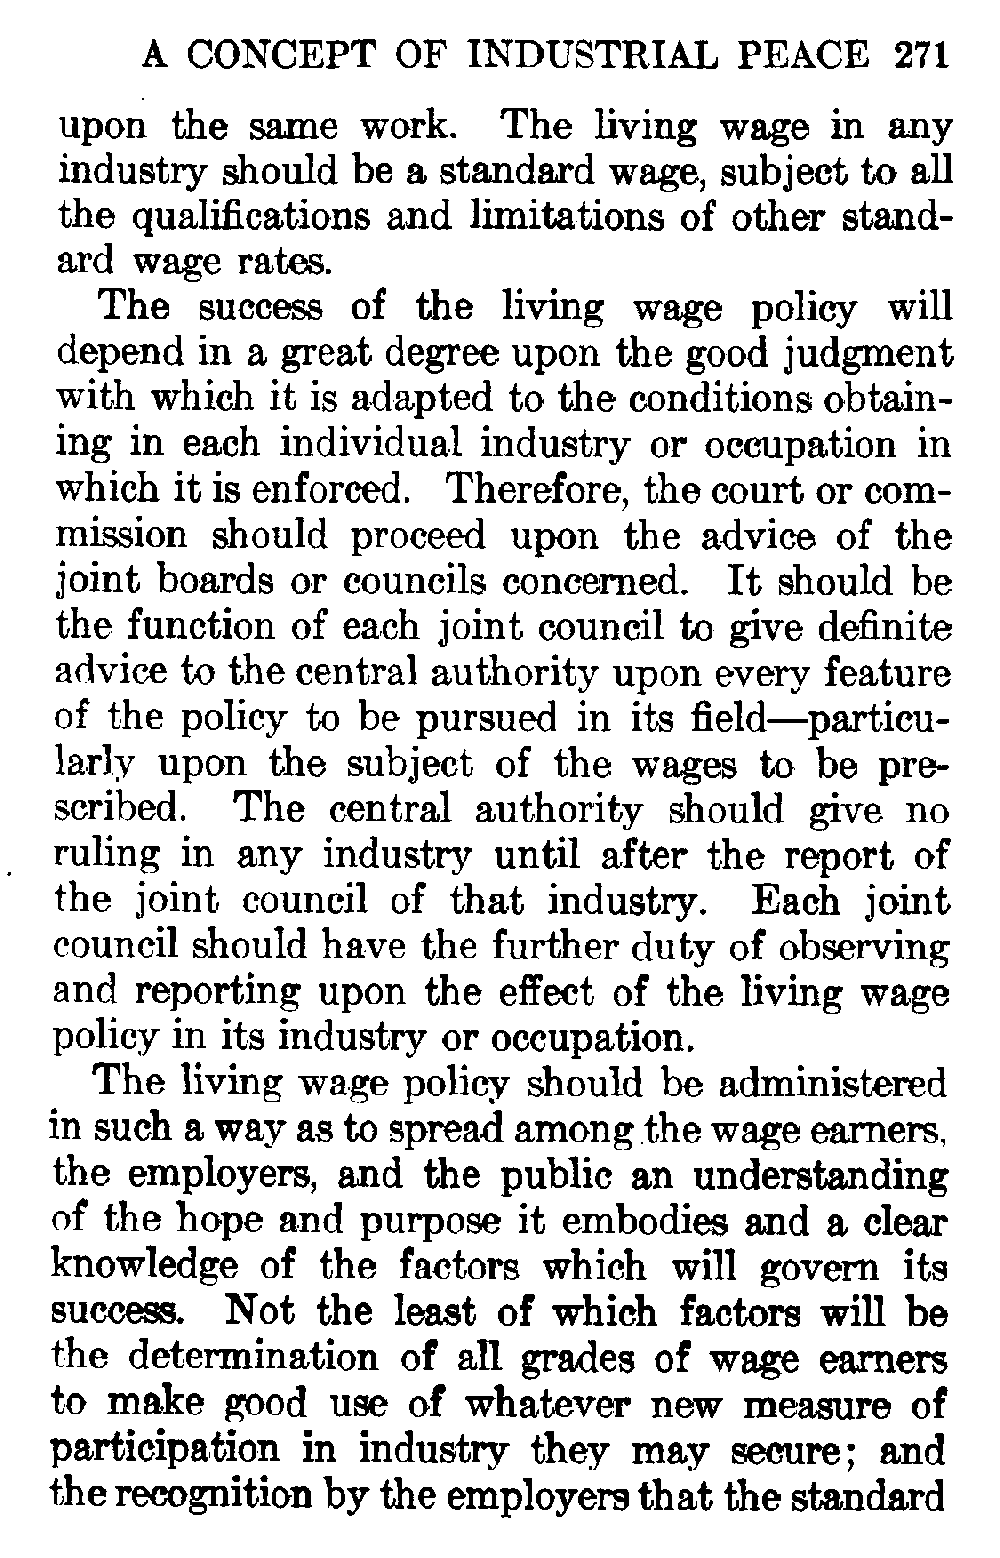 A CONCEPT OF INDUSTRIAL PEACE 271
upon the same work. The living wage in any
industry should be a standard wage, subject to all
the qualifications and limitations of other stand-
ard wage rates.
The success of the living wage policy will
depend in a great degree upon the good judgment
with which it is adapted to the conditions obtain-
ing in each individual industry or occupation in
which it is enforced. Therefore, the court or com-
mission should proceed upon the advice of the
joint boards or councils concerned. It should be
the function of each joint council to give definite
advice to the central authority upon every feature
of the policy to be pursued in its field—particu-
larly upon the subject of the wages to be pre-
scribed. The central authority should give no
ruling in any industry until after the report of
the joint council of that industry. Each joint
council should have the further duty of observing
and reporting upon the effect of the living wage
policy in its industry or occupation.
The living wage policy should be administered
in such a way as to spread among the wage earners,
the employers, and the public an understanding
of the hope and purpose it embodies and a clear
knowledge of the factors which will govern its
success. Not the least of which factors will be
the determination of all grades of wage earners
to make good use of whatever new measure of
participation in industry they may secure; and
the recognition by the employers that the standard